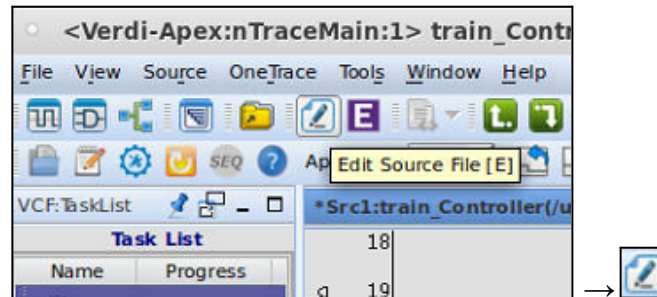 <Verdi-Apex:nTraceMain:1> train_Contr
File View Source OneTrace Tools Window Help
E
SEQ ? Ap
Edit Source File [E]
VCF:TaskList
*Src1:train_Controller(/u
Task List
18
Name Progress
19
→